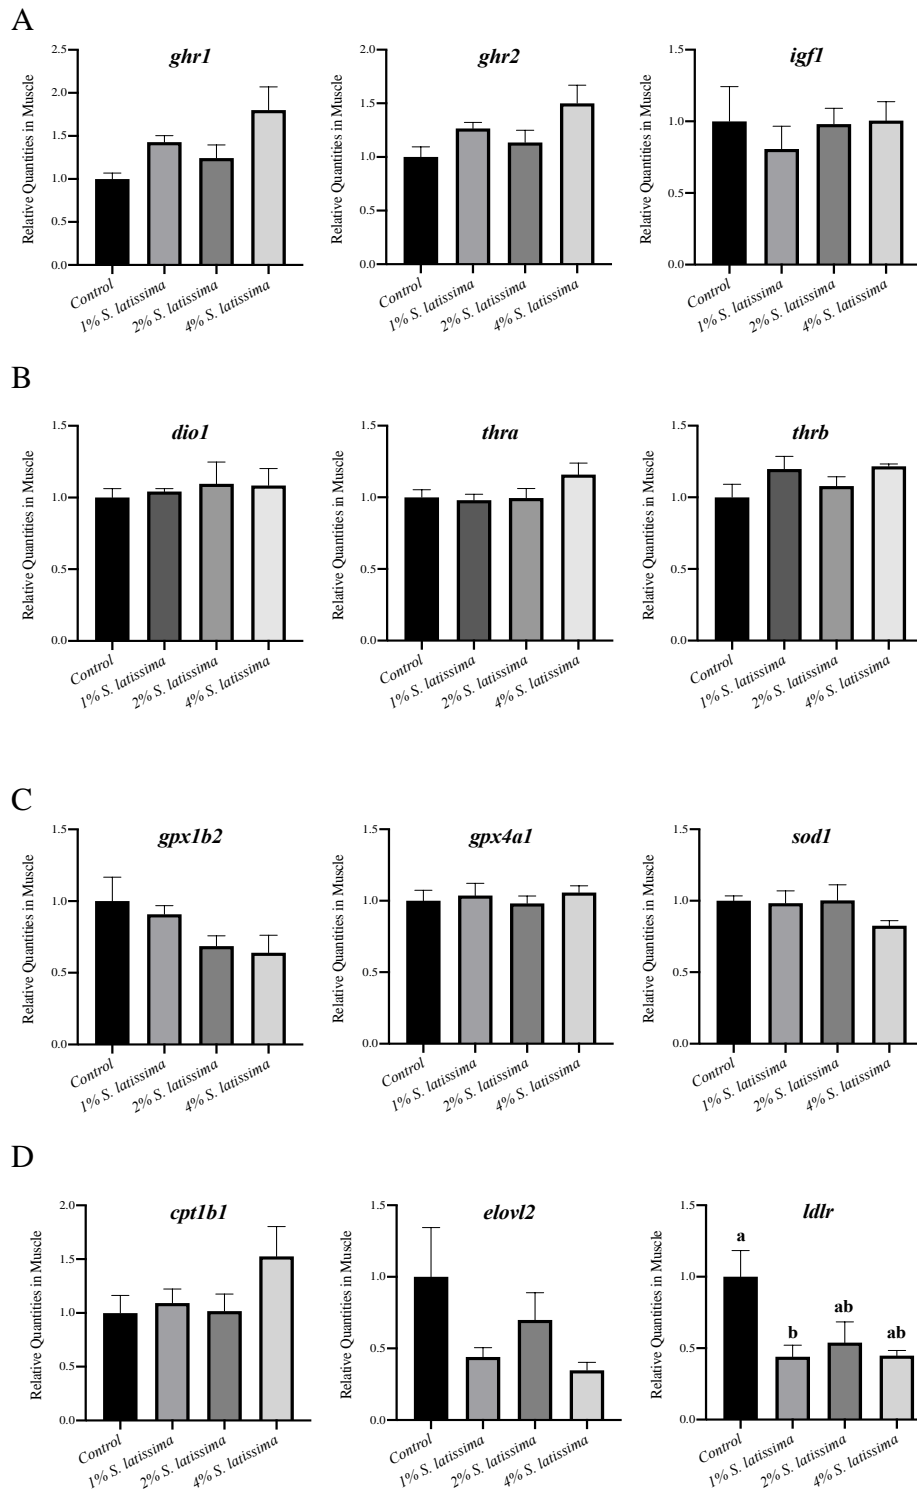 A
ghr1
ghr2
igf1
Relative Quantities in Muscle
2.5
2.0
1.5
1.0
0.5
0.0
Control
1% S. latissima
2% S. latissima
4% S. latissima
Relative Quantities in Muscle
2.0
1.5
1.0
0.5
0.0
Control
1% S. latissima
2% S. latissima
4% S. latissima
Relative Quantities in Muscle
1.5
1.0
0.5
0.0
Control
1% S. latissima
2% S. latissima
4% S. latissima
B
dio1
thra
thrb
Relative Quantities in Muscle
1.5
1.0
0.5
0.0
Control
1% S. latissima
2% S. latissima
4% S. latissima
Relative Quantities in Muscle
1.5
1.0
0.5
0.0
Control
1% S. latissima
2% S. latissima
4% S. latissima
Relative Quantities in Muscle
1.5
1.0
0.5
0.0
Control
1% S. latissima
2% S. latissima
4% S. latissima
C
gpx1b2
gpx4a1
sod1
Relative Quantities in Muscle
1.5
1.0
0.5
0.0
Control
1% S. latissima
2% S. latissima
4% S. latissima
Relative Quantities in Muscle
1.5
1.0
0.5
0.0
Control
1% S. latissima
2% S. latissima
4% S. latissima
Relative Quantities in Muscle
1.5
1.0
0.5
0.0
Control
1% S. latissima
2% S. latissima
4% S. latissima
D
cpt1b1
elovl2
ldlr
Relative Quantities in Muscle
2.0
1.5
1.0
0.5
0.0
Control
1% S. latissima
2% S. latissima
4% S. latissima
Relative Quantities in Muscle
1.5
1.0
0.5
0.0
Control
1% S. latissima
2% S. latissima
4% S. latissima
Relative Quantities in Muscle
1.5
1.0
0.5
0.0
a
b
ab
ab
Control
1% S. latissima
2% S. latissima
4% S. latissima